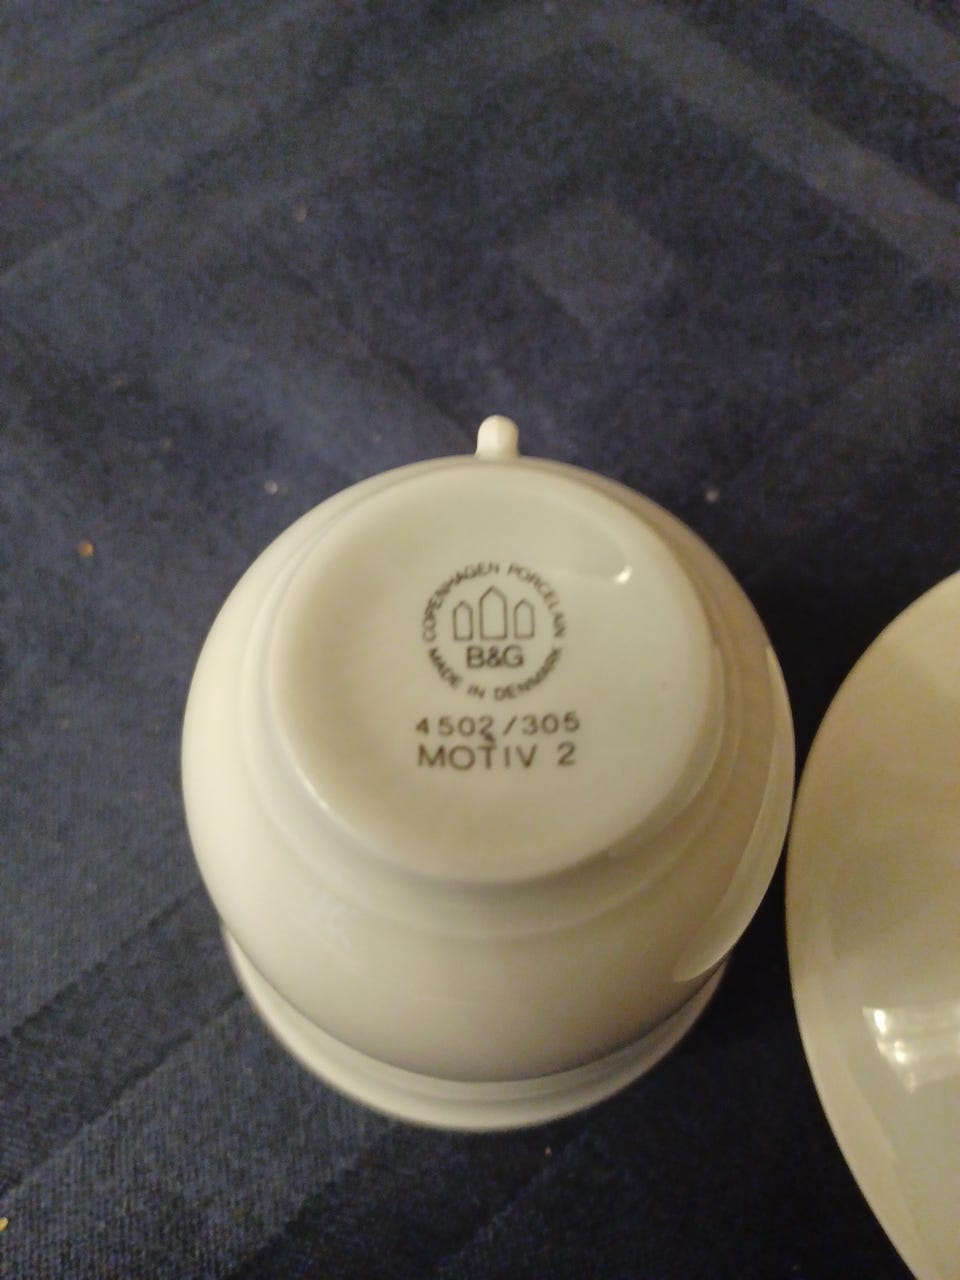 COPENHAGEN PORCELAIN
B&G
MADE IN DENMARK
4502/305
MOTIV 2